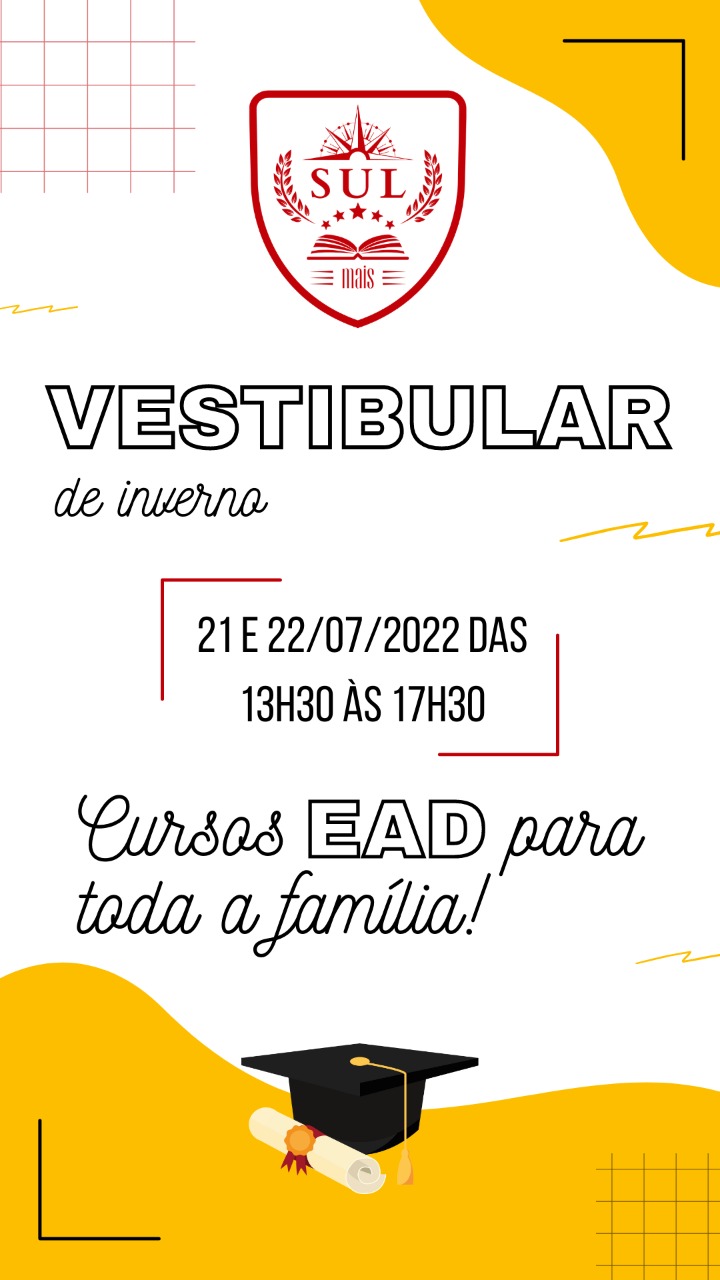 SUL
mais
VESTIBULAR
de inverno
21 E 22/07/2022 DAS
13H30 ÀS 17H30
Cursos EAD para
toda a família!